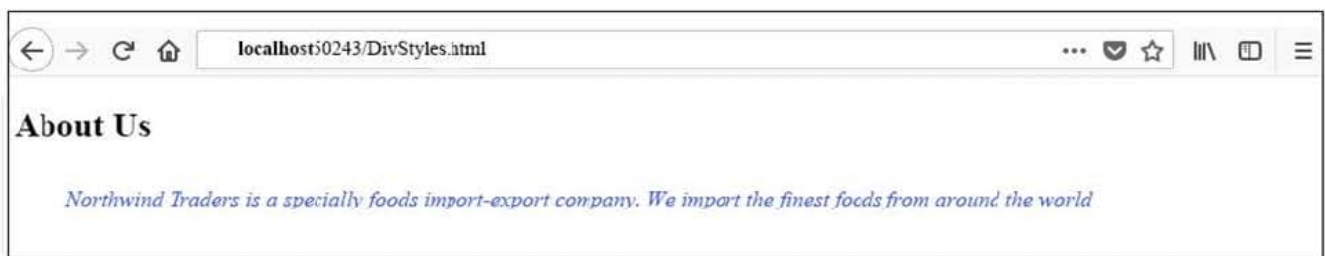 localhost:50243/DivStyles.html
About Us
Northwind Traders is a specially foods import-export company. We import the finest foods from around the world